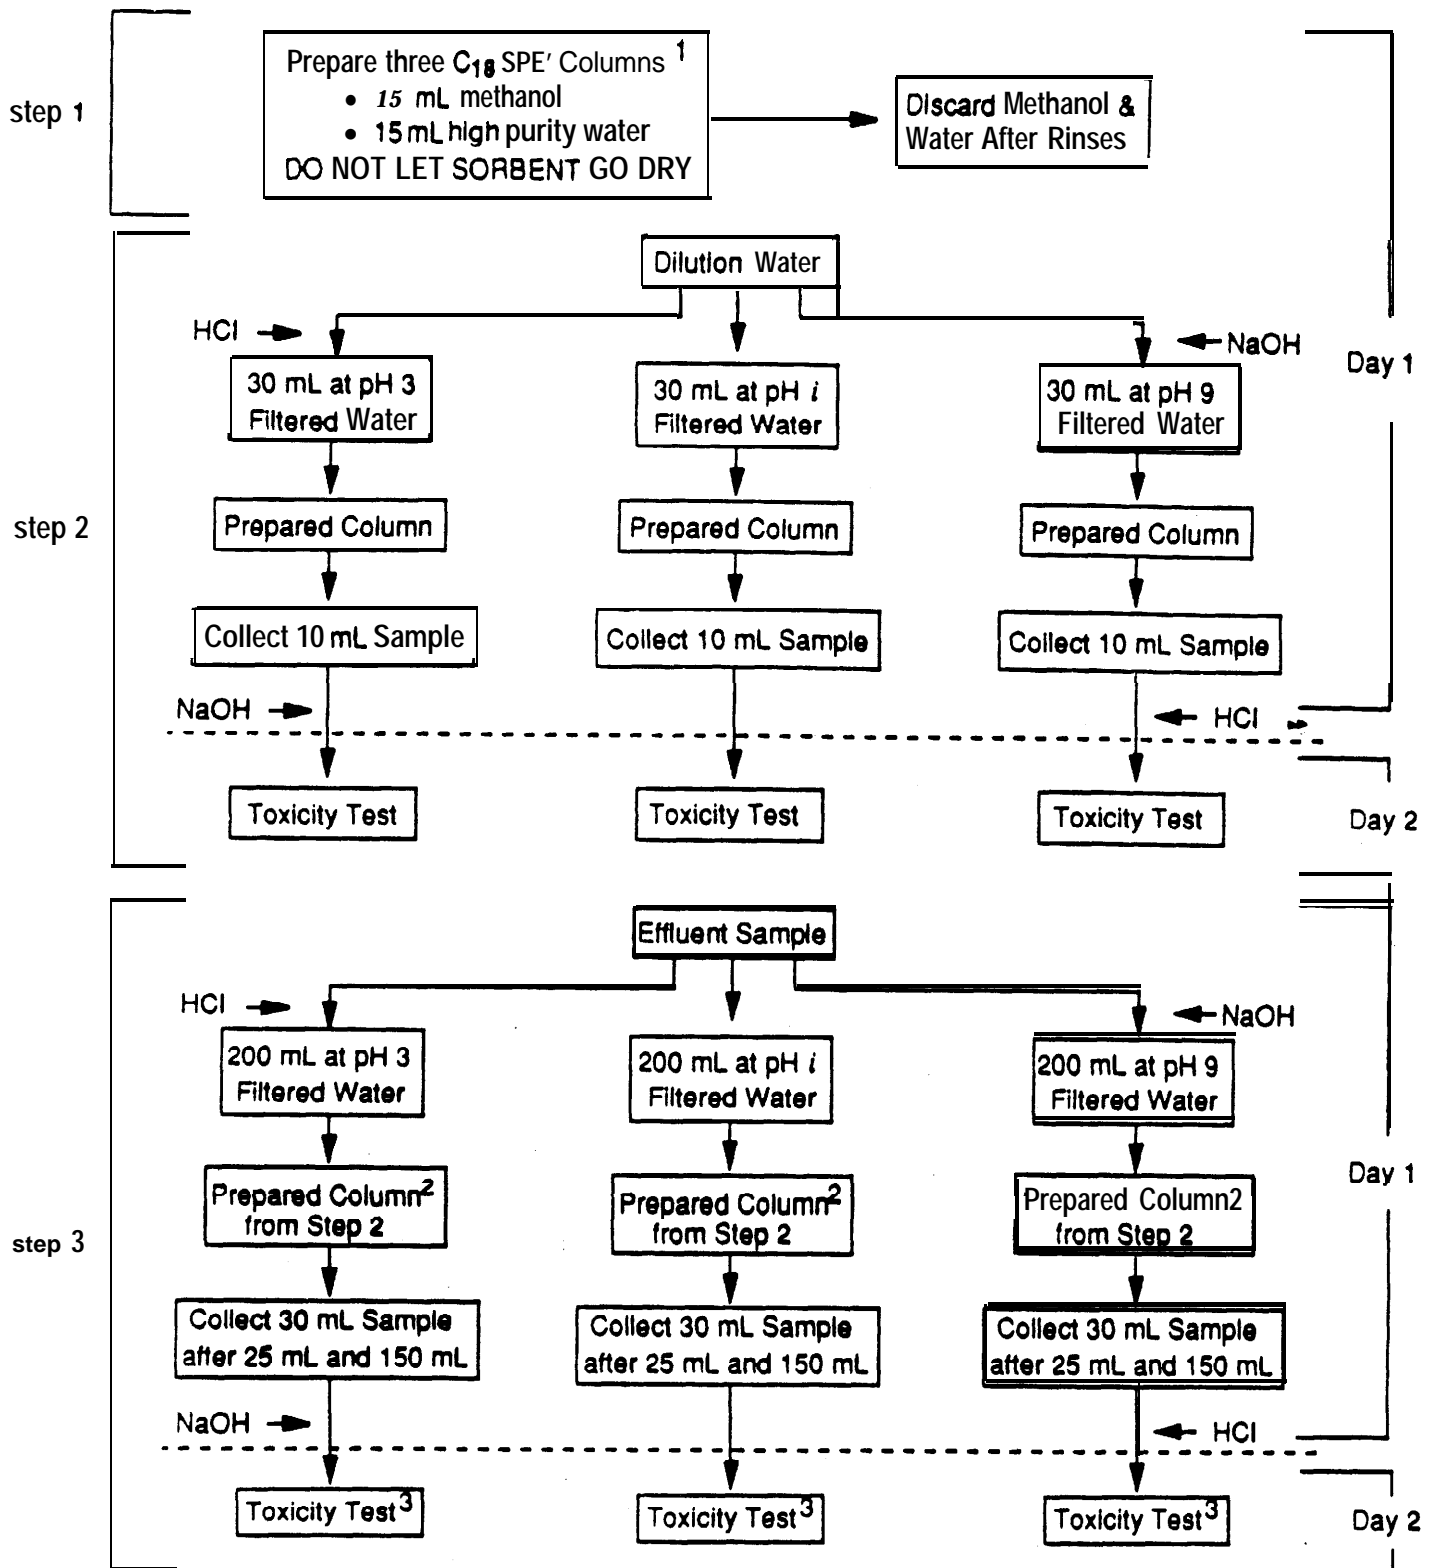 step 1
Prepare three C18 SPE' Columns 1
• 15 mL methanol
• 15 mL high purity water
DO NOT LET SORBENT GO DRY
Discard Methanol &
Water After Rinses
Day 1
step 2
Dilution Water
HCl
NaOH
30 mL at pH 3
Filtered Water
30 mL at pH i
Filtered Water
30 mL at pH 9
Filtered Water
Prepared Column
Prepared Column
Prepared Column
Collect 10 mL Sample
Collect 10 mL Sample
Collect 10 mL Sample
NaOH
HCl
Toxicity Test
Toxicity Test
Toxicity Test
Day 2
step 3
Effluent Sample
HCl
NaOH
200 mL at pH 3
Filtered Water
200 mL at pH i
Filtered Water
200 mL at pH 9
Filtered Water
Day 1
Prepared Column2
from Step 2
Prepared Column2
from Step 2
Prepared Column2
from Step 2
Collect 30 mL Sample
after 25 mL and 150 mL
Collect 30 mL Sample
after 25 mL and 150 mL
Collect 30 mL Sample
after 25 mL and 150 mL
NaOH
HCl
Toxicity Test3
Toxicity Test3
Toxicity Test3
Day 2